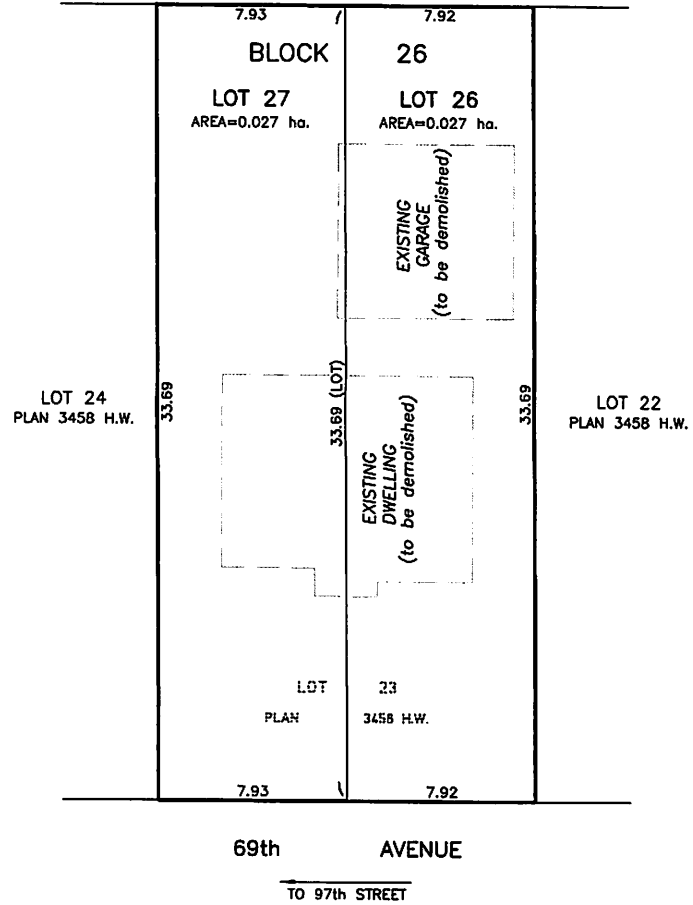 7.93 7.92
BLOCK 26
LOT 27 LOT 26
AREA=0.027 ha. AREA=0.027 ha.
EXISTING
GARAGE
(to be demolished)
LOT 24
PLAN 3458 H.W.
33.69
33.69 (LOT)
33.69
LOT 22
PLAN 3458 H.W.
EXISTING
DWELLING
(to be demolished)
LOT 23
PLAN 3458 H.W.
7.93 7.92
69th AVENUE
TO 97th STREET